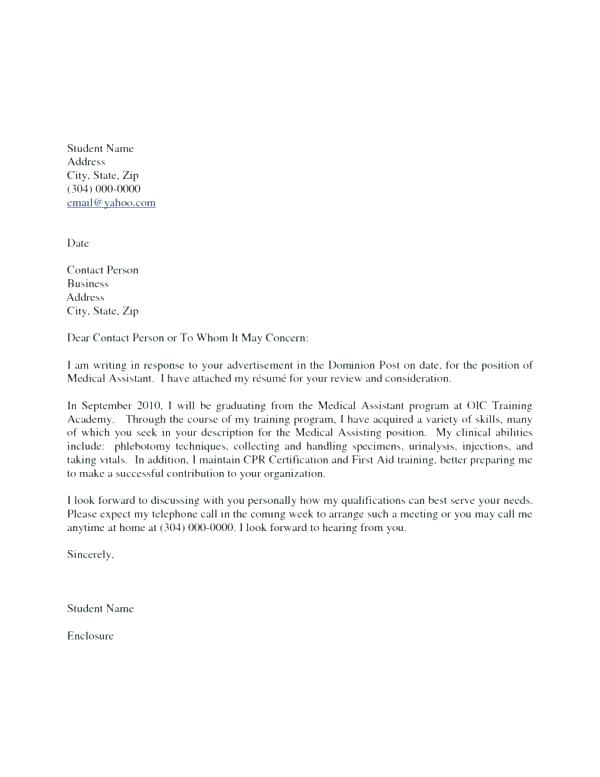 Student Name
Address
City, State, Zip
(304) 000-0000
email@yahoo.com
Date
Contact Person
Business
Address
City, State, Zip
Dear Contact Person or To Whom It May Concern:
I am writing in response to your advertisement in the Dominion Post on date, for the position of
Medical Assistant.  I have attached my résumé for your review and consideration.
In September 2010, I will be graduating from the Medical Assistant program at OIC Training
Academy.   Through the course of my training program, I have acquired a variety of skills, many
of which you seek in your description for the Medical Assisting position.  My clinical abilities
include:  phlebotomy techniques, collecting and handling specimens, urinalysis, injections, and
taking vitals.  In addition, I maintain CPR Certification and First Aid training, better preparing me
to make a successful contribution to your organization.
I look forward to discussing with you personally how my qualifications can best serve your needs.
Please expect my telephone call in the coming week to arrange such a meeting or you may call me
anytime at home at (304) 000-0000. I look forward to hearing from you.
Sincerely,
Student Name
Enclosure